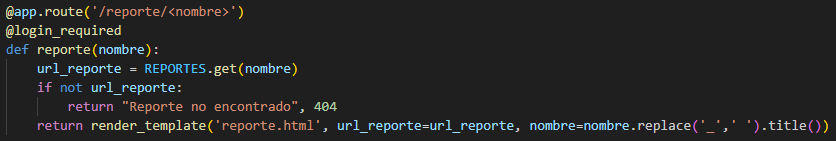 @app.route('/reporte/<nombre>')
@login_required
def reporte(nombre):
    url_reporte = REPORTES.get(nombre)
    if not url_reporte:
        return "Reporte no encontrado", 404
    return render_template('reporte.html', url_reporte=url_reporte, nombre=nombre.replace('_',' ').title())